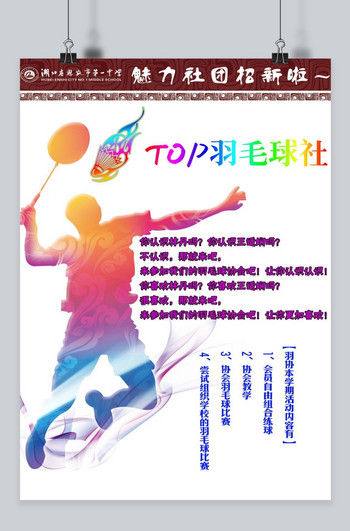 魅力社团招新啦～
TOP羽毛球社
你认识林丹吗？你认识王适娴吗？
不认识，那就来吧，
来参加我们的羽毛球协会吧！让你认识认识！
你喜欢林丹吗？你喜欢王适娴吗？
很喜欢，那就来吧，
来参加我们的羽毛球协会吧！让你更加喜欢！
【羽协本学期活动内容有】
1、会员自由组合练球
2、协会教学
3、协会羽毛球比赛
4、尝试组织学校的羽毛球比赛